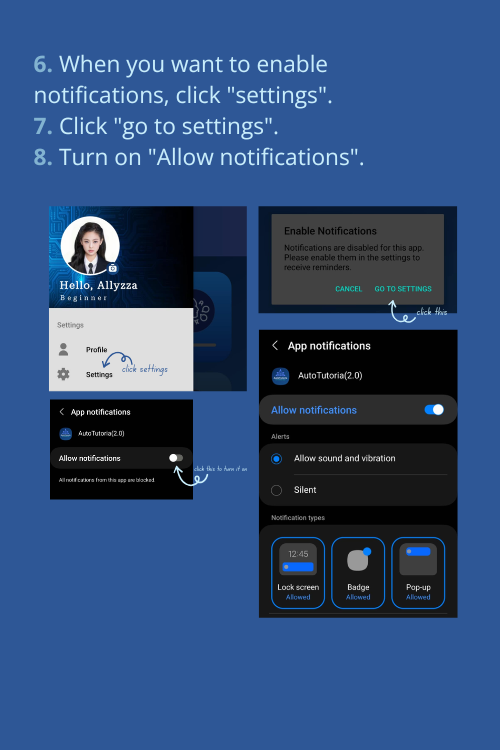 6. When you want to enable
notifications, click "settings".
7. Click "go to settings".
8. Turn on "Allow notifications".
Hello, Allyzza
Beginner
Settings
Profile
Settings
click settings
Enable Notifications
Notifications are disabled for this app.
Please enable them in the settings to
receive reminders.
CANCEL GO TO SETTINGS
click this
App notifications
AutoTutoria(2.0)
Allow notifications
click this to turn it on
All notifications from this app are blocked.
App notifications
AutoTutoria(2.0)
Allow notifications
Alerts
Allow sound and vibration
Silent
Notification types
12:45
Lock screen Badge Pop-up
Allowed Allowed Allowed